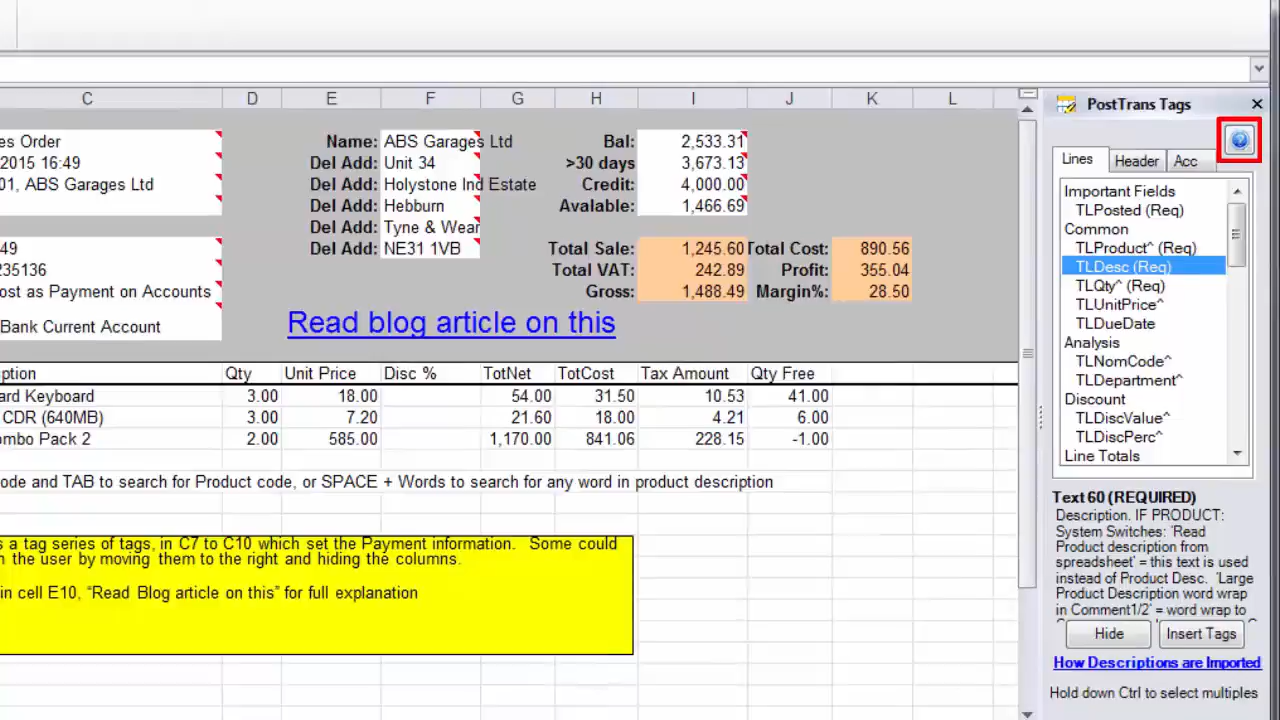 C D E F G H I J K L
es Order
2015 16:49
01, ABS Garages Ltd
49
235136
ost as Payment on Accounts
Bank Current Account
Name: ABS Garages Ltd
Del Add: Unit 34
Del Add: Holystone Ind Estate
Del Add: Hebburn
Del Add: Tyne & Wear
Del Add: NE31 1VB
Bal: 2,533.31
>30 days 3,673.13
Credit: 4,000.00
Avalable: 1,466.69
Total Sale: 1,245.60 Total Cost: 890.56
Total VAT: 242.89 Profit: 355.04
Gross: 1,488.49 Margin%: 28.50
Read blog article on this
ption Qty Unit Price Disc % TotNet TotCost Tax Amount Qty Free
ard Keyboard 3.00 18.00 54.00 31.50 10.53 41.00
CDR (640MB) 3.00 7.20 21.60 18.00 4.21 6.00
ombo Pack 2 2.00 585.00 1,170.00 841.06 228.15 -1.00
ode and TAB to search for Product code, or SPACE + Words to search for any word in product description
s a tag series of tags, in C7 to C10 which set the Payment information. Some could
n the user by moving them to the right and hiding the columns.
in cell E10, “Read Blog article on this” for full explanation
PostTrans Tags
Lines Header Acc
Important Fields
TLPosted (Req)
Common
TLProduct^ (Req)
TLDesc (Req)
TLQty^ (Req)
TLUnitPrice^
TLDueDate
Analysis
TLNomCode^
TLDepartment^
Discount
TLDiscValue^
TLDiscPerc^
Line Totals
Text 60 (REQUIRED)
Description. IF PRODUCT:
System Switches: 'Read
Product description from
spreadsheet' = this text is used
instead of Product Desc. 'Large
Product Description word wrap
in Comment1/2' = word wrap to
Hide Insert Tags
How Descriptions are Imported
Hold down Ctrl to select multiples